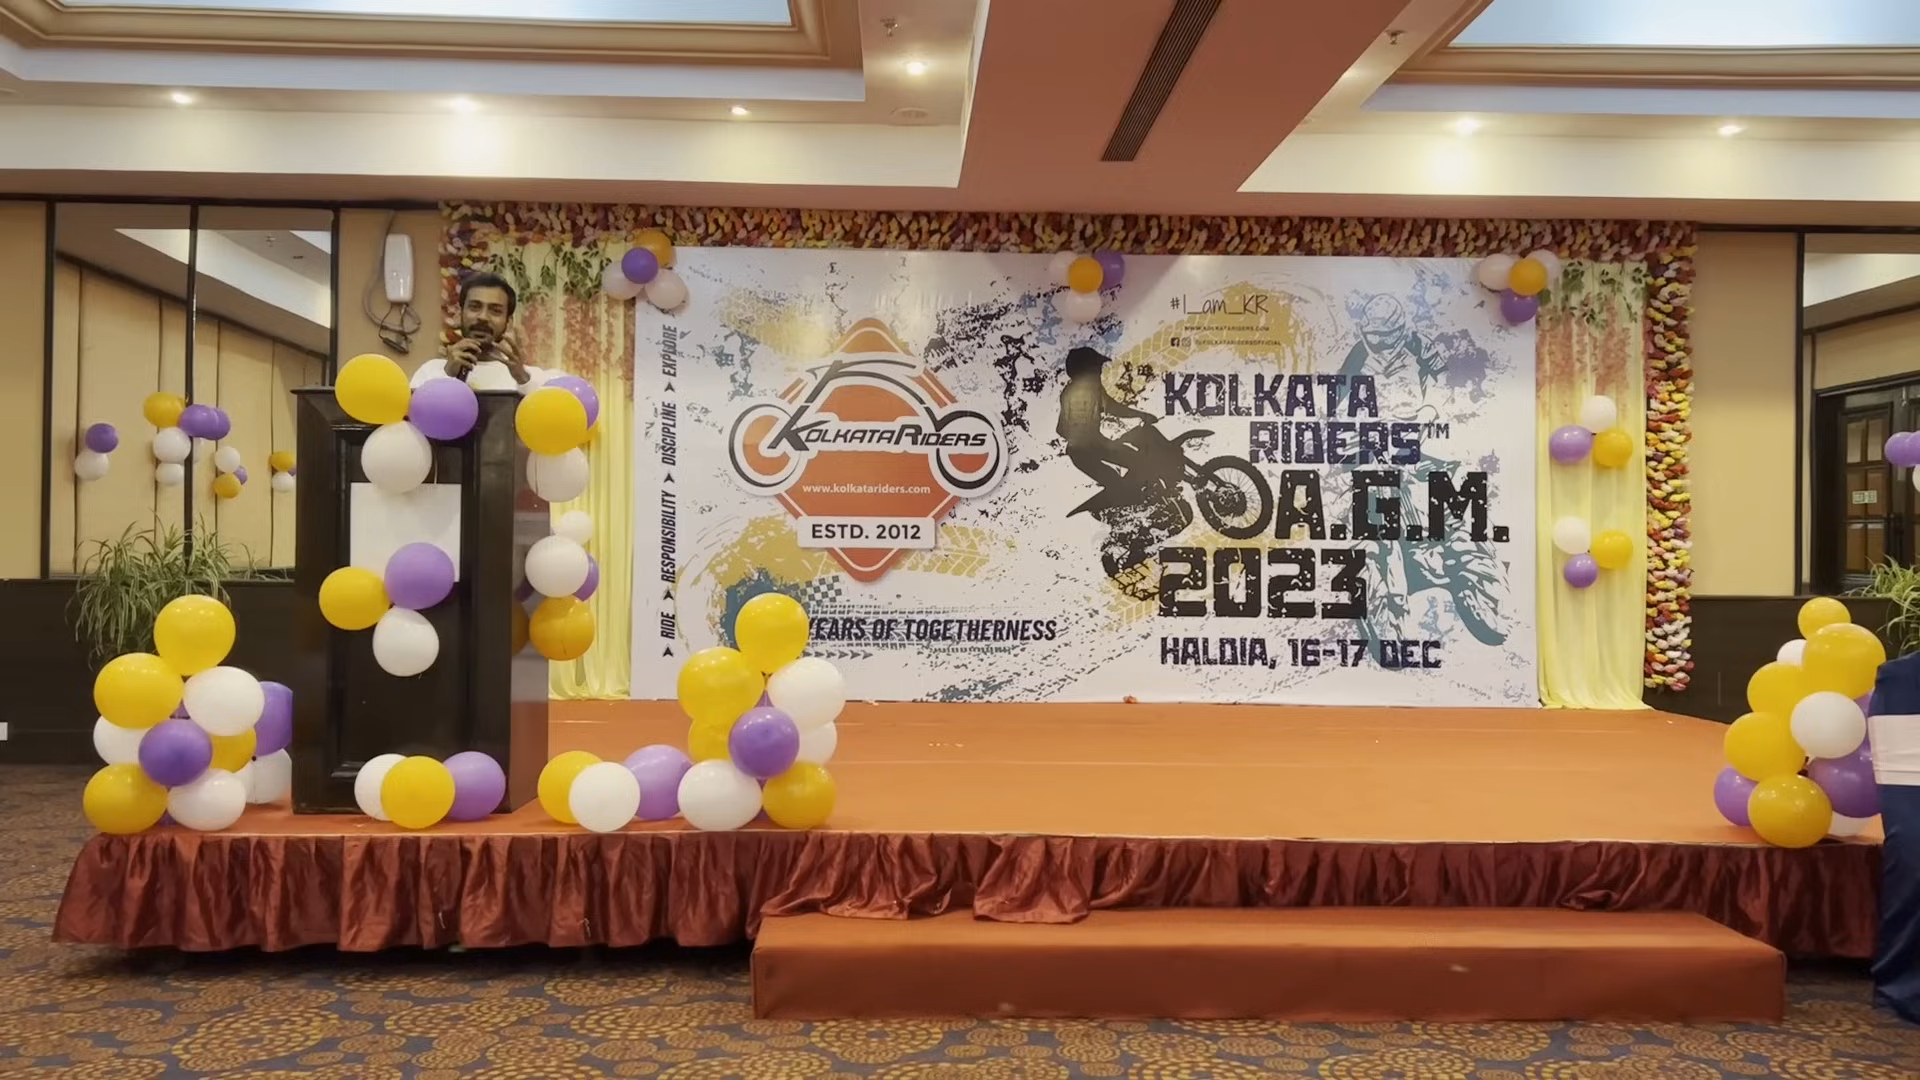 RIDE ➤ RESPONSIBILITY ➤ DISCIPLINE ➤ EXPLORE
KOLKATARIDERS
www.kolkatariders.com
ESTD. 2012
YEARS OF TOGETHERNESS
#I_am_KR
WWW.KOLKATARIDERS.COM
@KOLKATARIDERSOFFICIAL
KOLKATA
RIDERS™
A.G.M.
2023
HALDIA, 16-17 DEC